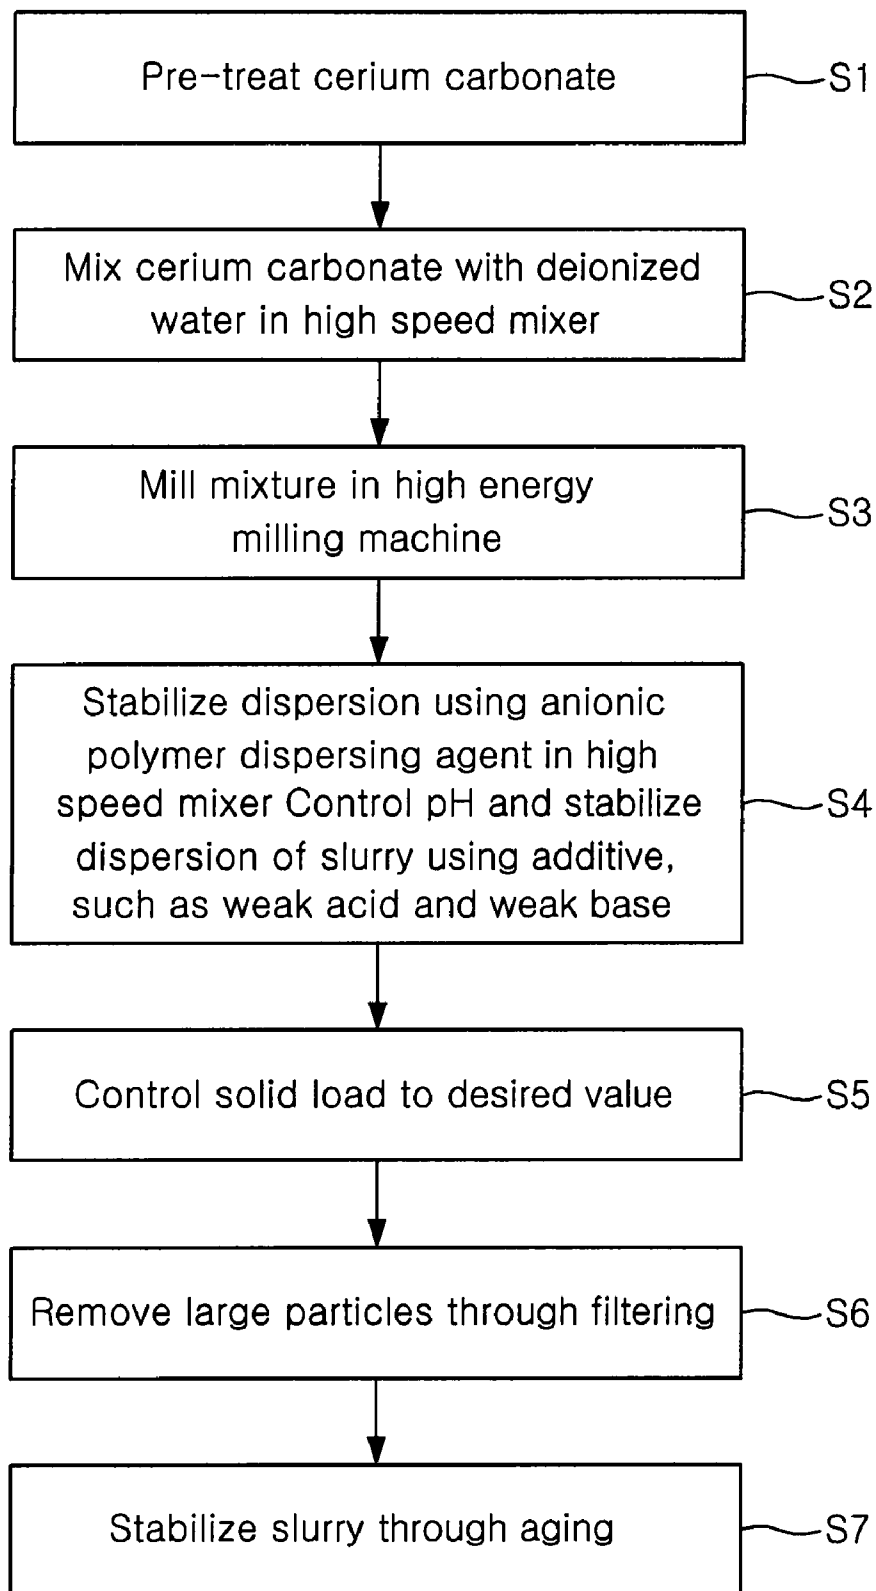 Pre-treat cerium carbonate
S1
Mix cerium carbonate with deionized
water in high speed mixer
S2
Mill mixture in high energy
milling machine
S3
Stabilize dispersion using anionic
polymer dispersing agent in high
speed mixer Control pH and stabilize
dispersion of slurry using additive,
such as weak acid and weak base
S4
Control solid load to desired value
S5
Remove large particles through filtering
S6
Stabilize slurry through aging
S7